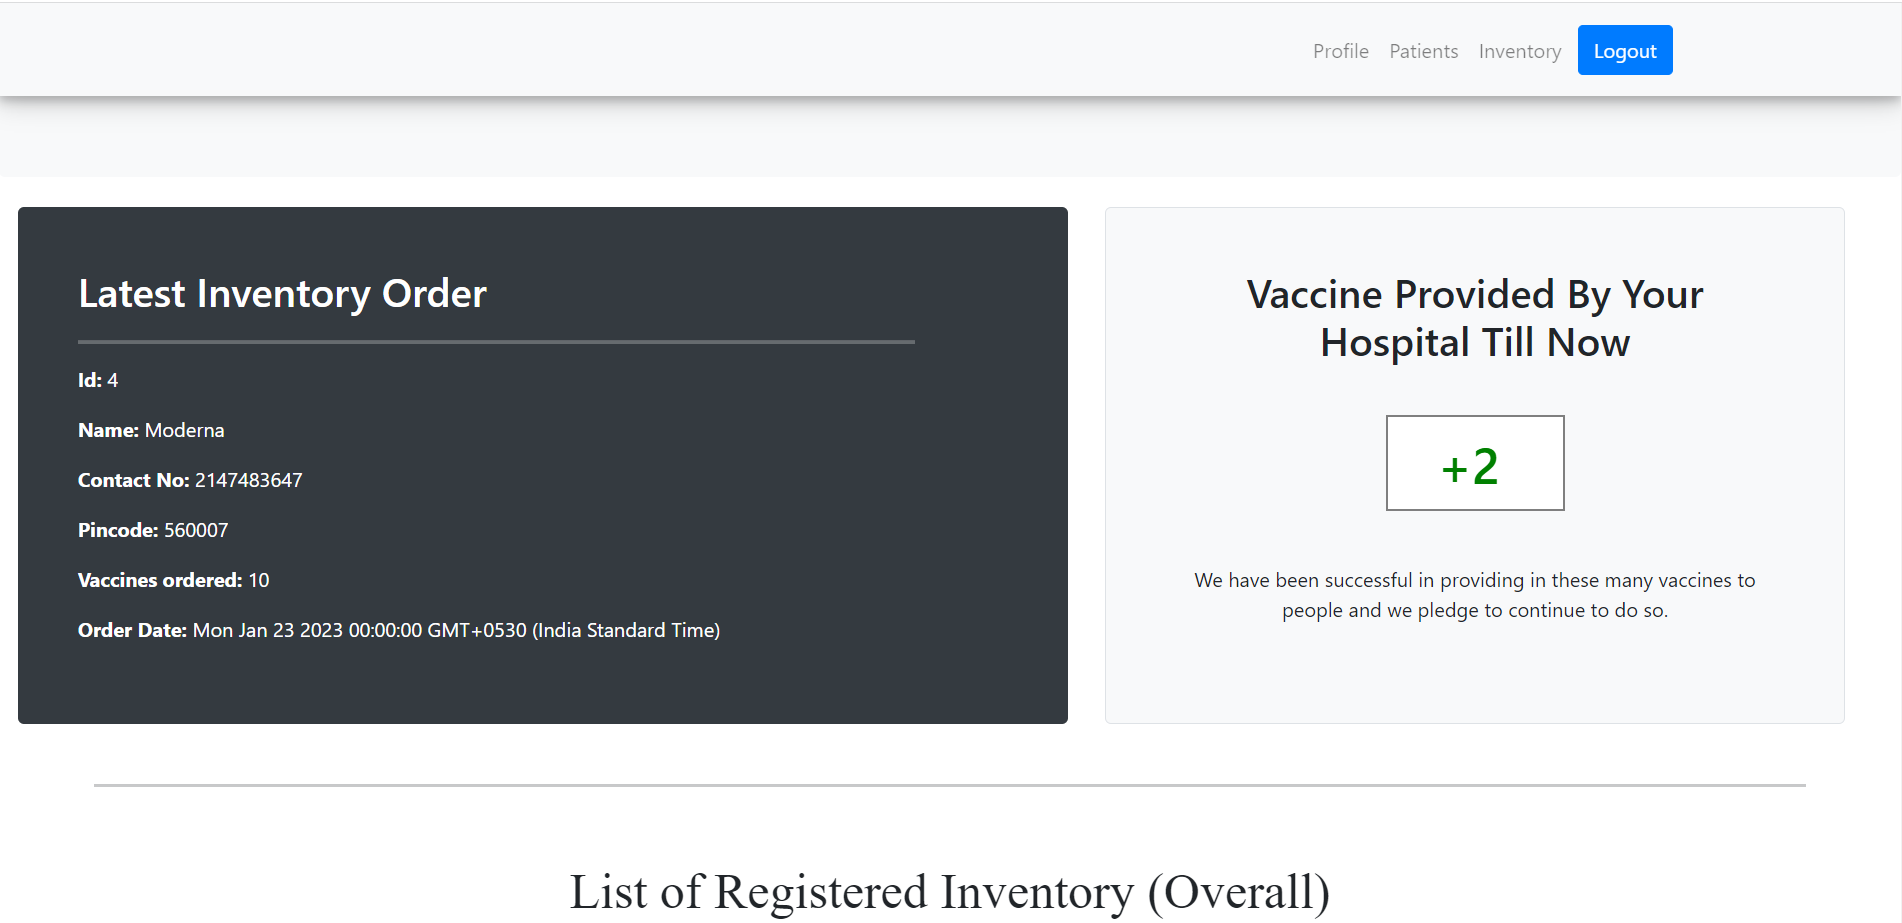 Profile Patients Inventory Logout
Latest Inventory Order
Id: 4
Name: Moderna
Contact No: 2147483647
Pincode: 560007
Vaccines ordered: 10
Order Date: Mon Jan 23 2023 00:00:00 GMT+0530 (India Standard Time)
Vaccine Provided By Your
Hospital Till Now
+2
We have been successful in providing in these many vaccines to
people and we pledge to continue to do so.
List of Registered Inventory (Overall)